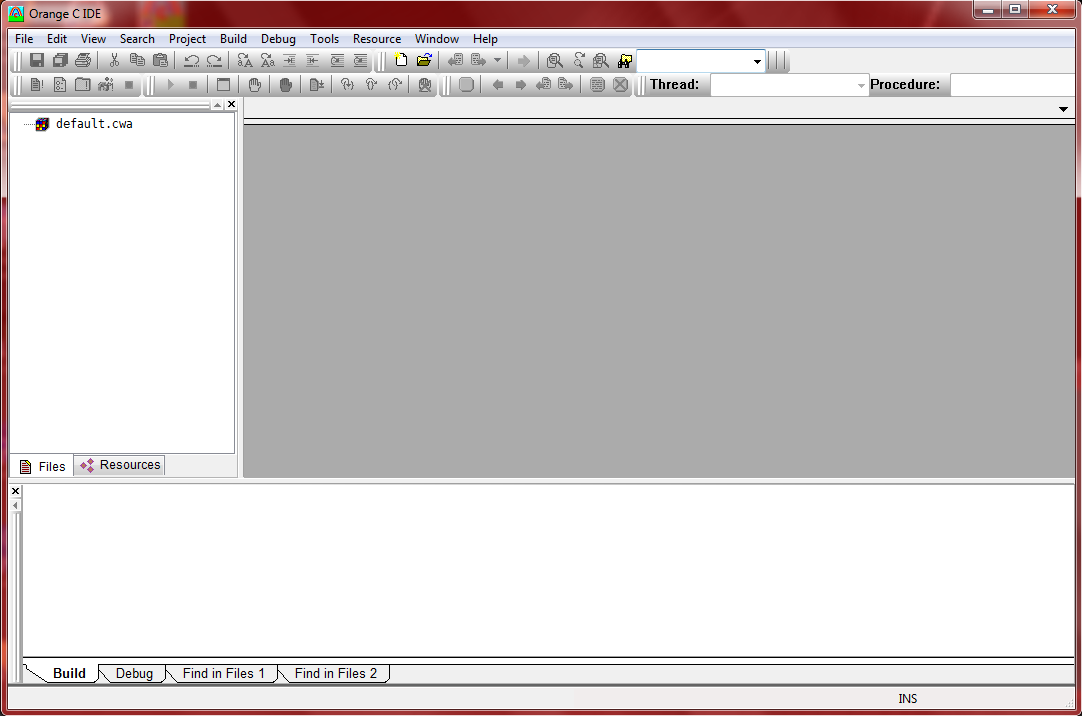 Orange C IDE
File Edit View Search Project Build Debug Tools Resource Window Help
Thread: Procedure:
default.cwa
Files Resources
Build Debug Find in Files 1 Find in Files 2
INS